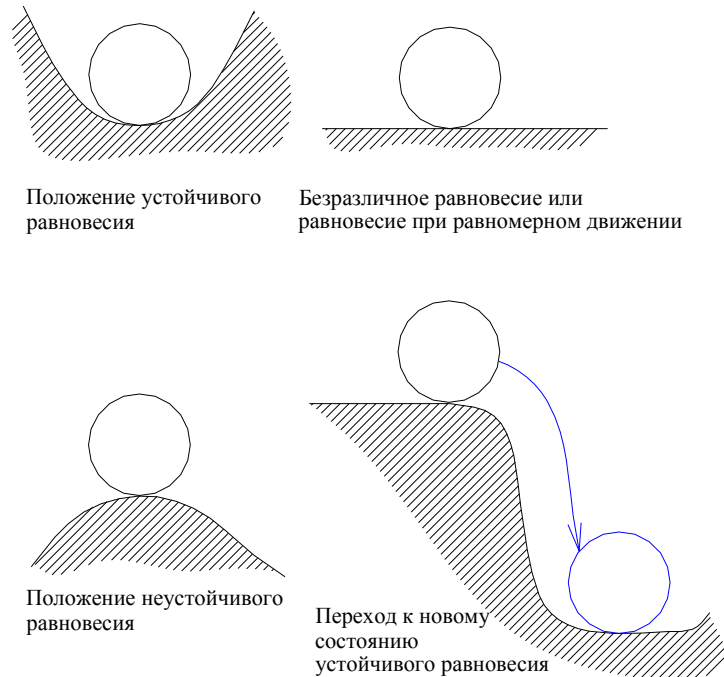 Положение устойчивого
равновесия
Безразличное равновесие или
равновесие при равномерном движении
Положение неустойчивого
равновесия
Переход к новому
состоянию
устойчивого равновесия